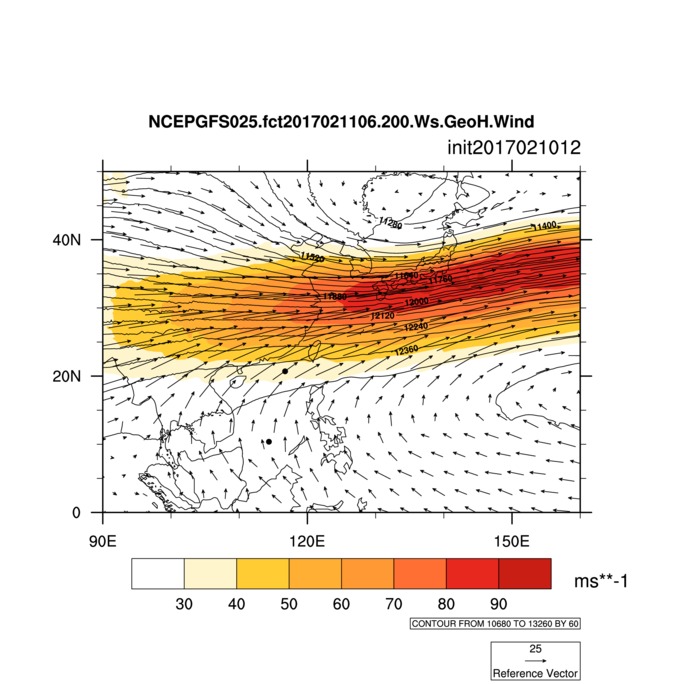 NCEPGFS025.fct2017021106.200.Ws.GeoH.Wind
init2017021012
11280
11400
40N
11520
11640
11760
11880
12000
12120
12240
12360
20N
0
90E 120E 150E
ms**-1
30 40 50 60 70 80 90
CONTOUR FROM 10680 TO 13260 BY 60
25
Reference Vector